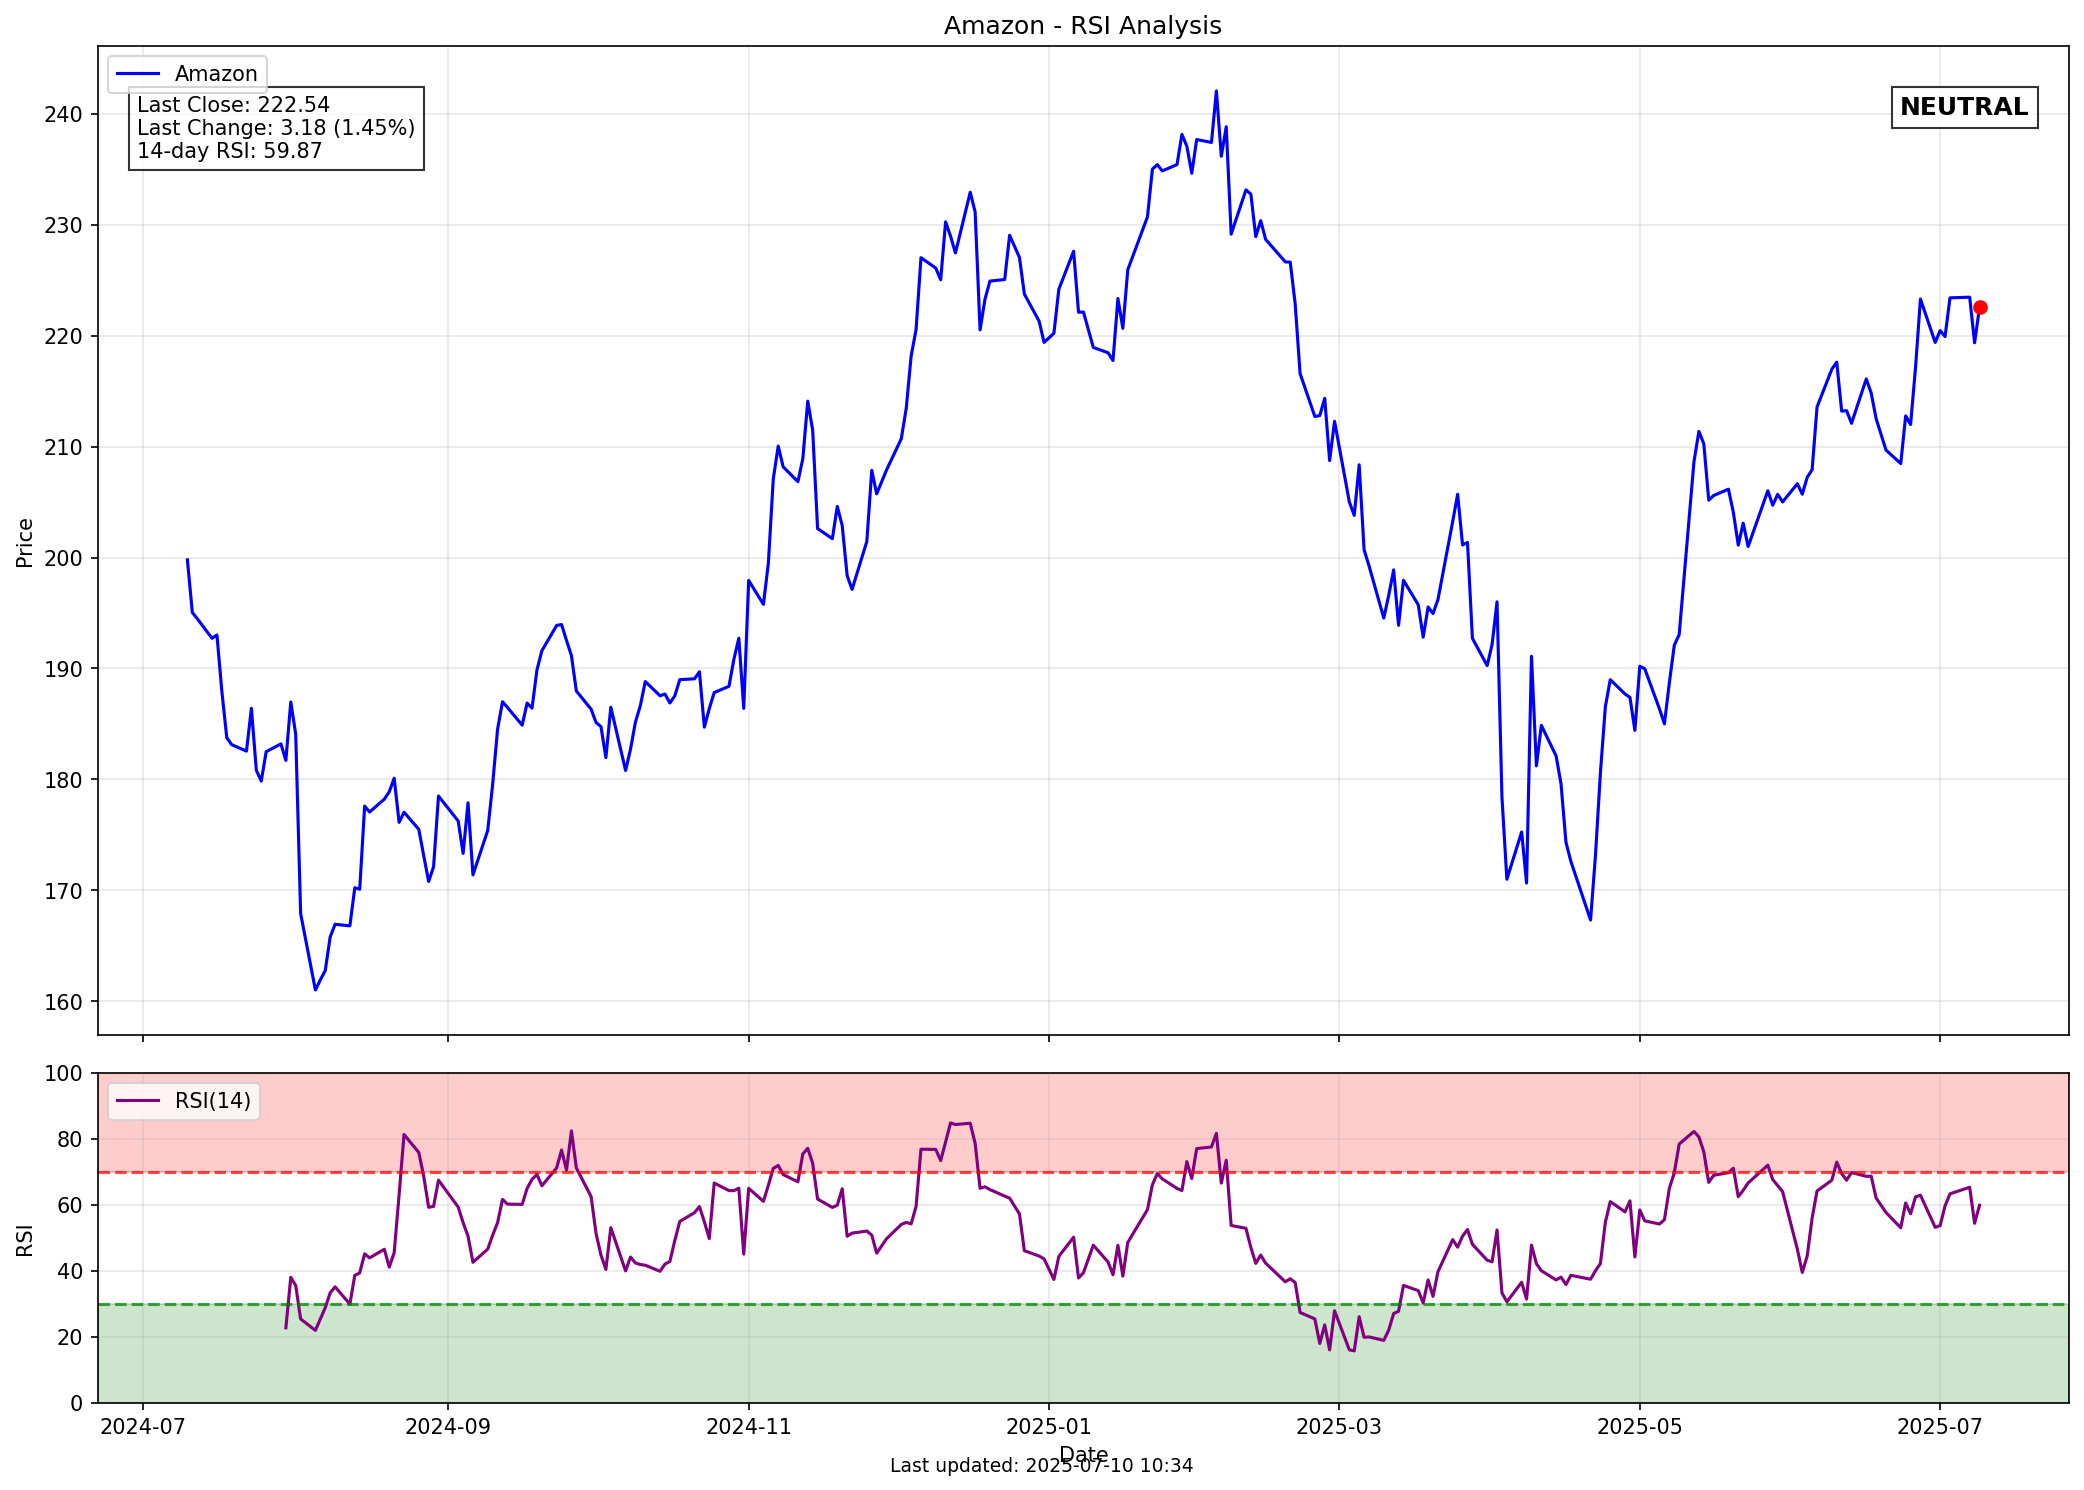 Amazon - RSI Analysis
Amazon
Last Close: 222.54
Last Change: 3.18 (1.45%)
14-day RSI: 59.87
NEUTRAL
240
230
220
210
200
190
180
170
160
Price
RSI(14)
100
80
60
40
20
0
RSI
2024-07
2024-09
2024-11
2025-01
2025-03
2025-05
2025-07
Date
Last updated: 2025-07-10 10:34